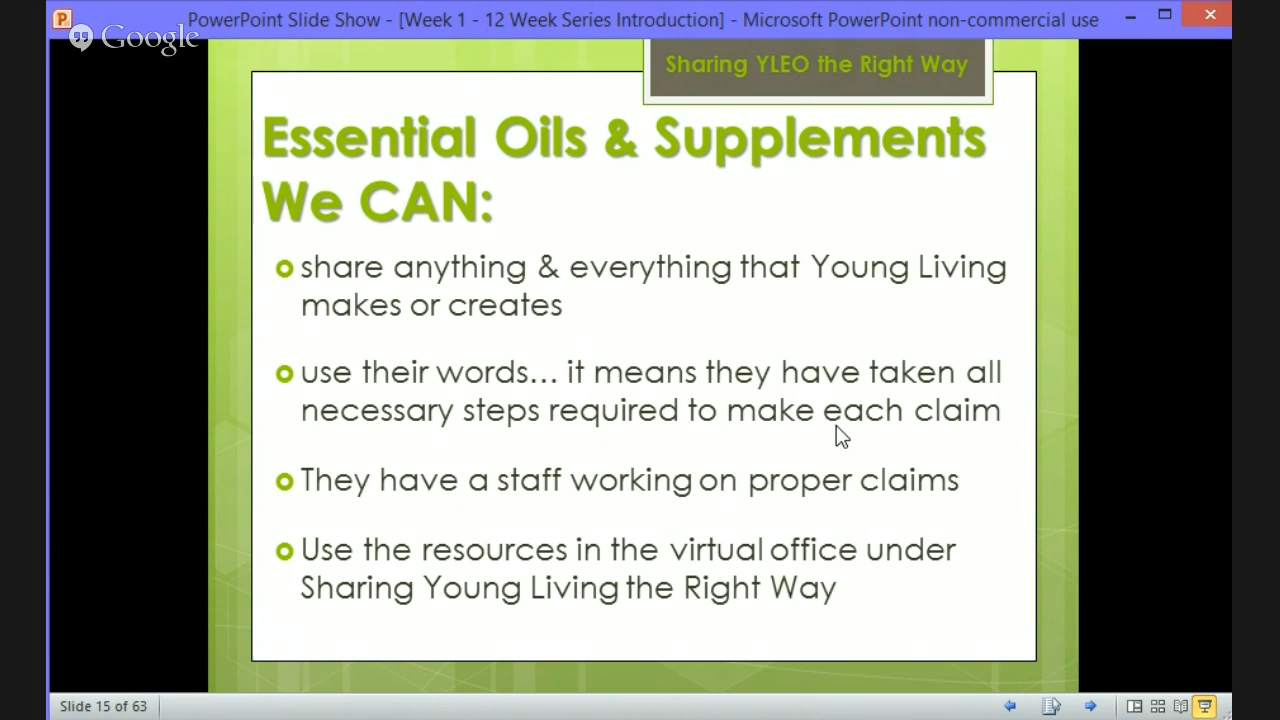 PowerPoint Slide Show - [Week 1 - 12 Week Series Introduction] - Microsoft PowerPoint non-commercial use
Google
Sharing YLEO the Right Way
Essential Oils & Supplements
We CAN:
share anything & everything that Young Living
makes or creates
use their words... it means they have taken all
necessary steps required to make each claim
They have a staff working on proper claims
Use the resources in the virtual office under
Sharing Young Living the Right Way
Slide 15 of 63